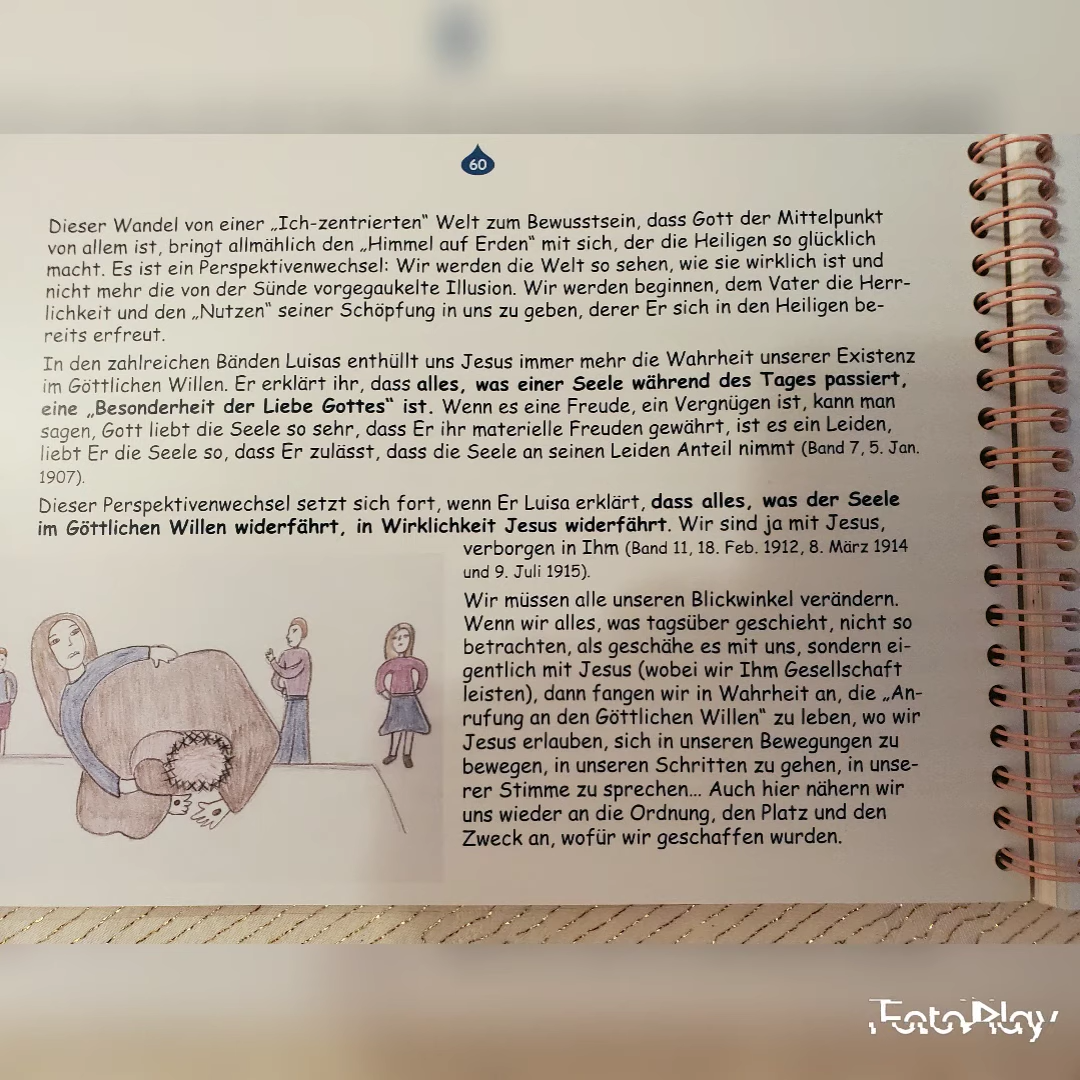 60
Dieser Wandel von einer „Ich-zentrierten“ Welt zum Bewusstsein, dass Gott der Mittelpunkt
von allem ist, bringt allmählich den „Himmel auf Erden“ mit sich, der die Heiligen so glücklich
macht. Es ist ein Perspektivenwechsel: Wir werden die Welt so sehen, wie sie wirklich ist und
nicht mehr die von der Sünde vorgegaukelte Illusion. Wir werden beginnen, dem Vater die Herr-
lichkeit und den „Nutzen“ seiner Schöpfung in uns zu geben, derer Er sich in den Heiligen be-
reits erfreut.
In den zahlreichen Bänden Luisas enthüllt uns Jesus immer mehr die Wahrheit unserer Existenz
im Göttlichen Willen. Er erklärt ihr, dass alles, was einer Seele während des Tages passiert,
eine „Besonderheit der Liebe Gottes“ ist. Wenn es eine Freude, ein Vergnügen ist, kann man
sagen, Gott liebt die Seele so sehr, dass Er ihr materielle Freuden gewährt, ist es ein Leiden,
liebt Er die Seele so, dass Er zulässt, dass die Seele an seinen Leiden Anteil nimmt (Band 7, 5. Jan.
1907).
Dieser Perspektivenwechsel setzt sich fort, wenn Er Luisa erklärt, dass alles, was der Seele
im Göttlichen Willen widerfährt, in Wirklichkeit Jesus widerfährt. Wir sind ja mit Jesus,
verborgen in Ihm (Band 11, 18. Feb. 1912, 8. März 1914
und 9. Juli 1915).
Wir müssen alle unseren Blickwinkel verändern.
Wenn wir alles, was tagsüber geschieht, nicht so
betrachten, als geschähe es mit uns, sondern ei-
gentlich mit Jesus (wobei wir Ihm Gesellschaft
leisten), dann fangen wir in Wahrheit an, die „An-
rufung an den Göttlichen Willen“ zu leben, wo wir
Jesus erlauben, sich in unseren Bewegungen zu
bewegen, in unseren Schritten zu gehen, in unse-
rer Stimme zu sprechen... Auch hier nähern wir
uns wieder an die Ordnung, den Platz und den
Zweck an, wofür wir geschaffen wurden.
FotoPlay